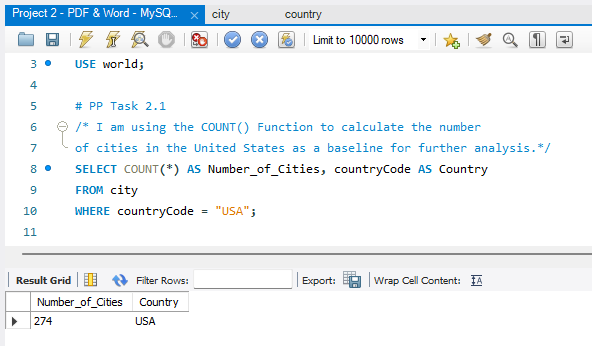 Project 2 - PDF & Word - MySQ... × city country
Limit to 10000 rows
3 USE world;
4
5 # PP Task 2.1
6 /* I am using the COUNT() Function to calculate the number
7 of cities in the United States as a baseline for further analysis.*/
8 SELECT COUNT(*) AS Number_of_Cities, countryCode AS Country
9 FROM city
10 WHERE countryCode = "USA";
11
Result Grid Filter Rows: Export: Wrap Cell Content: IA
Number_of_Cities Country
274 USA